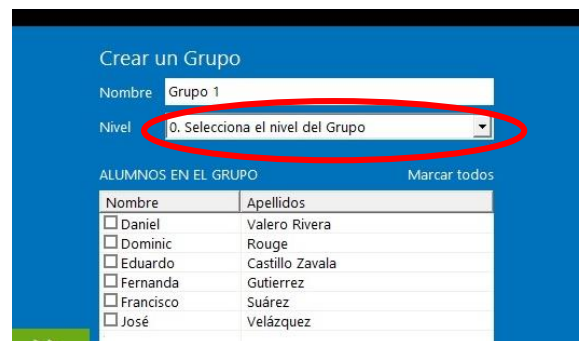 Crear un Grupo
Nombre Grupo 1
Nivel 0. Selecciona el nivel del Grupo
ALUMNOS EN EL GRUPO Marcar todos
Nombre Apellidos
Daniel Valero Rivera
Dominic Rouge
Eduardo Castillo Zavala
Fernanda Gutierrez
Francisco Suárez
José Velázquez